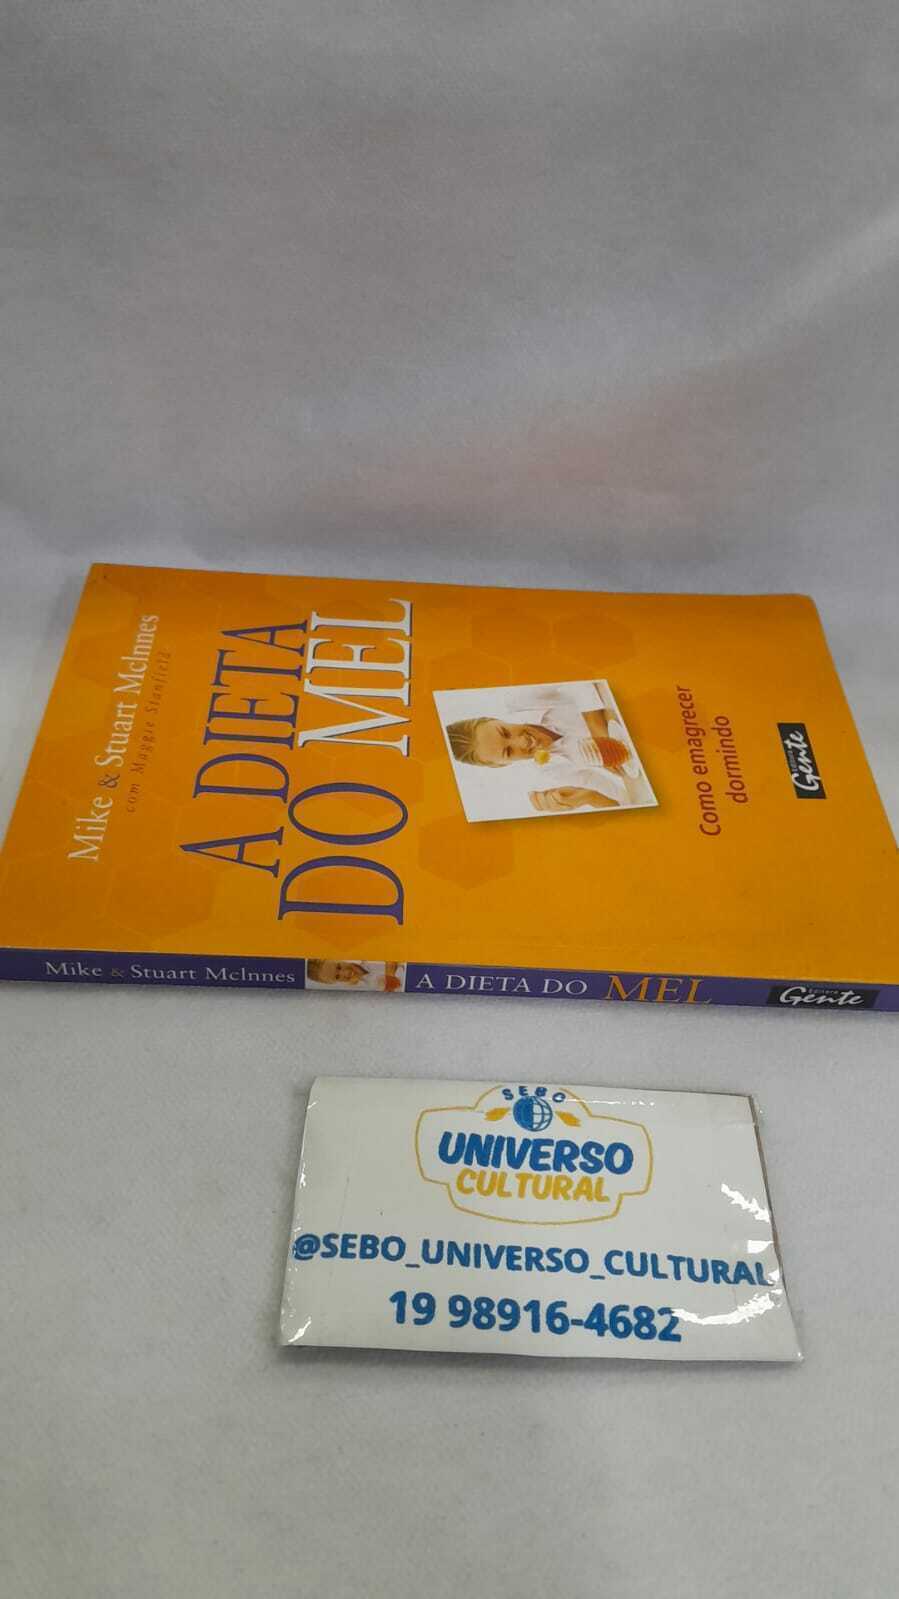 Mike & Stuart McInnes
com Maggie Stanfield
A DIETA
DO MEL
Como emagrecer
dormindo
Editora
Gente
Mike & Stuart McInnes
A DIETA DO MEL
Editora
Gente
SEBO
UNIVERSO
CULTURAL
@SEBO_UNIVERSO_CULTURAL
19 98916-4682